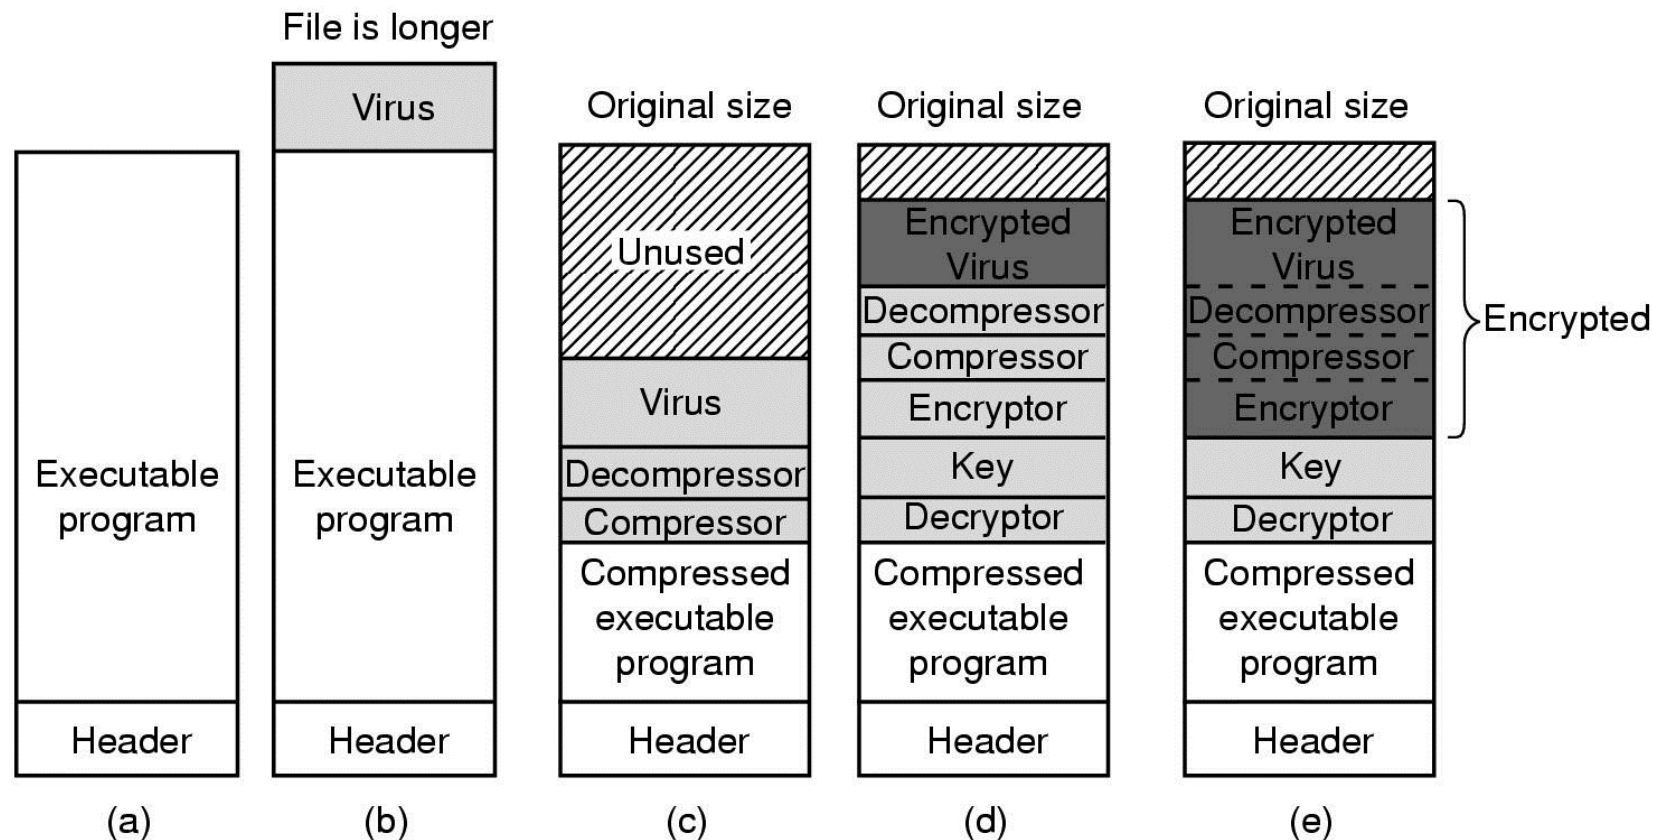 File is longer
Virus
Executable
program
Header
(a)
Executable
program
Header
(b)
Original size
Unused
Virus
Decompressor
Compressor
Compressed
executable
program
Header
(c)
Original size
Encrypted
Virus
Decompressor
Compressor
Encryptor
Key
Decryptor
Compressed
executable
program
Header
(d)
Original size
Encrypted
Virus
Decompressor
Compressor
Encryptor
Key
Decryptor
Compressed
executable
program
Header
(e)
Encrypted